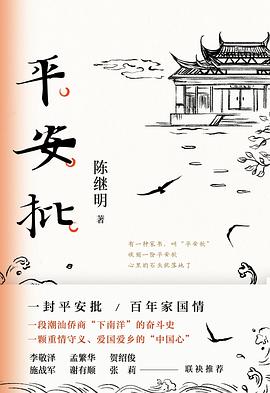 平安批
陈继明 著
有一种家书，叫“平安批”
收到一份平安批
心里的石头就落地了
一封平安批 / 百年家国情
一段潮汕侨商“下南洋”的奋斗史
一颗重情守义、爱国爱乡的“中国心”
李敬泽 孟繁华 贺绍俊
施战军 谢有顺 张莉——联袂推荐